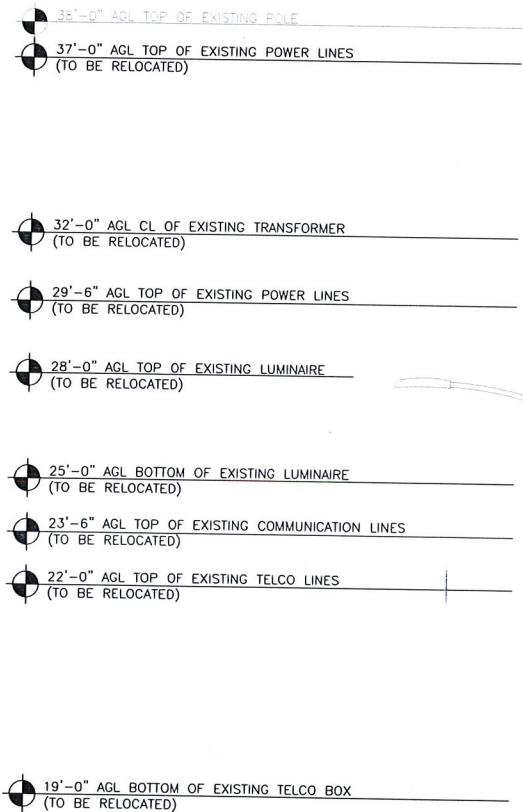 38'-0" AGL TOP OF EXISTING POLE
37'-0" AGL TOP OF EXISTING POWER LINES
(TO BE RELOCATED)
32'-0" AGL CL OF EXISTING TRANSFORMER
(TO BE RELOCATED)
29'-6" AGL TOP OF EXISTING POWER LINES
(TO BE RELOCATED)
28'-0" AGL TOP OF EXISTING LUMINAIRE
(TO BE RELOCATED)
25'-0" AGL BOTTOM OF EXISTING LUMINAIRE
(TO BE RELOCATED)
23'-6" AGL TOP OF EXISTING COMMUNICATION LINES
(TO BE RELOCATED)
22'-0" AGL TOP OF EXISTING TELCO LINES
(TO BE RELOCATED)
19'-0" AGL BOTTOM OF EXISTING TELCO BOX
(TO BE RELOCATED)